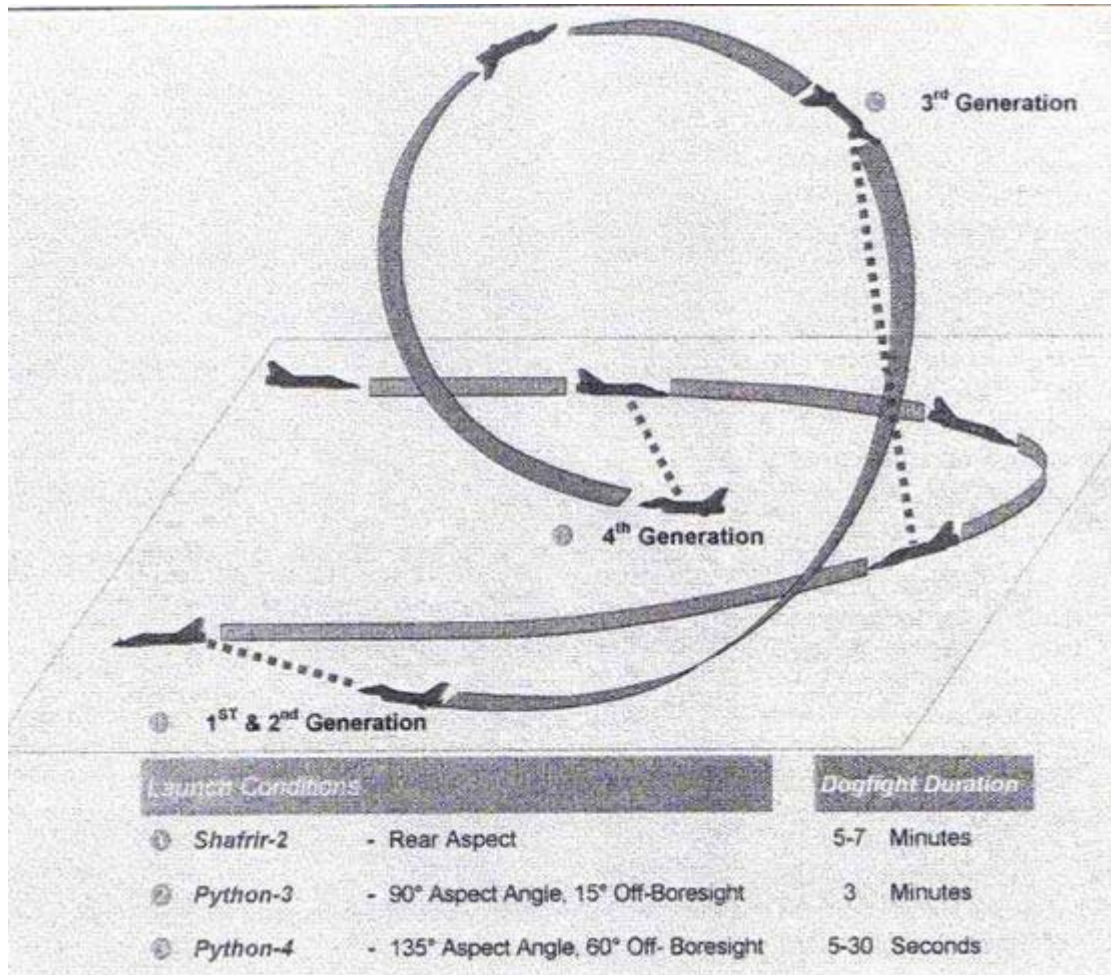 3rd Generation
4th Generation
1ST & 2nd Generation
Launch Conditions
Dogfight Duration
Shafrir-2 - Rear Aspect
5-7 Minutes
Python-3 - 90° Aspect Angle, 15° Off-Boresight
3 Minutes
Python-4 - 135° Aspect Angle, 60° Off- Boresight
5-30 Seconds